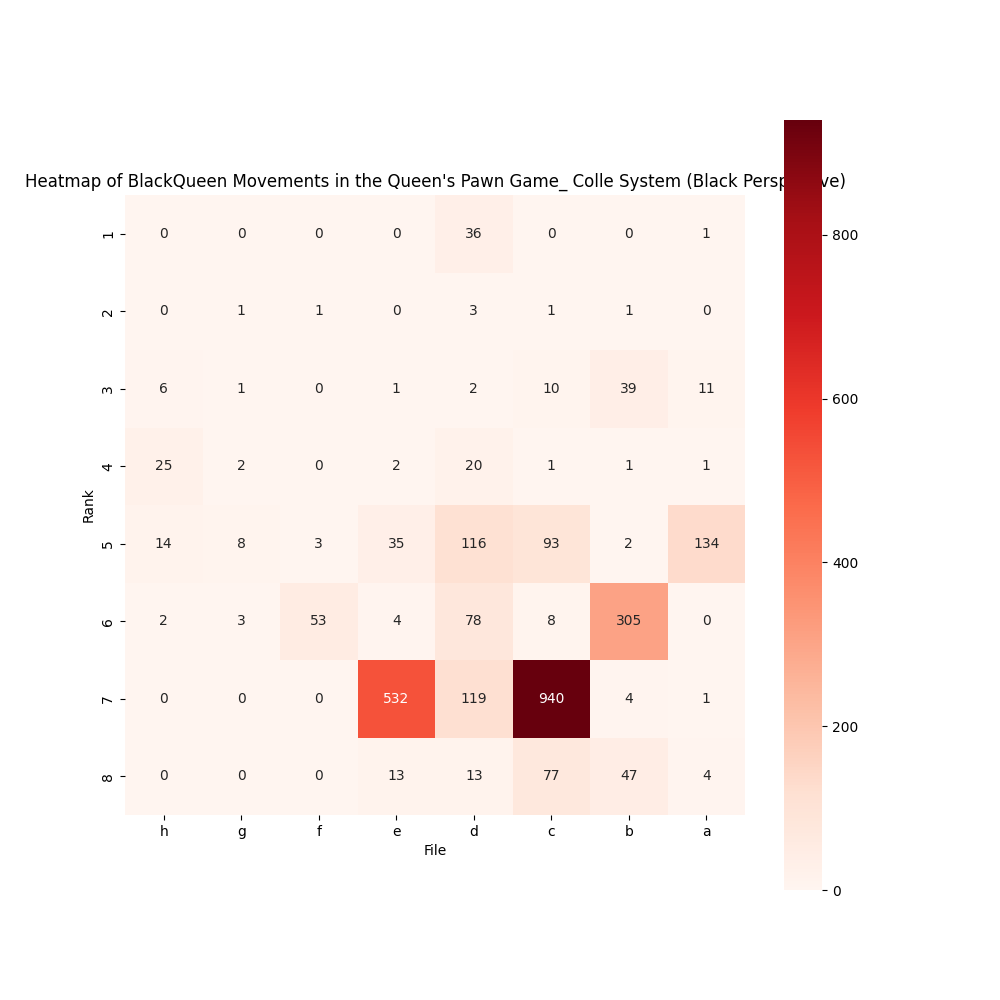 Heatmap of BlackQueen Movements in the Queen's Pawn Game_ Colle System (Black Persp ve)
1 0 0 0 0 36 0 0 1
2 0 1 1 0 3 1 1 0
3 6 1 0 1 2 10 39 11
4 25 2 0 2 20 1 1 1
5 14 8 3 35 116 93 2 134
6 2 3 53 4 78 8 305 0
7 0 0 0 532 119 940 4 1
8 0 0 0 13 13 77 47 4
h g f e d c b a
File
Rank
800
600
400
200
0